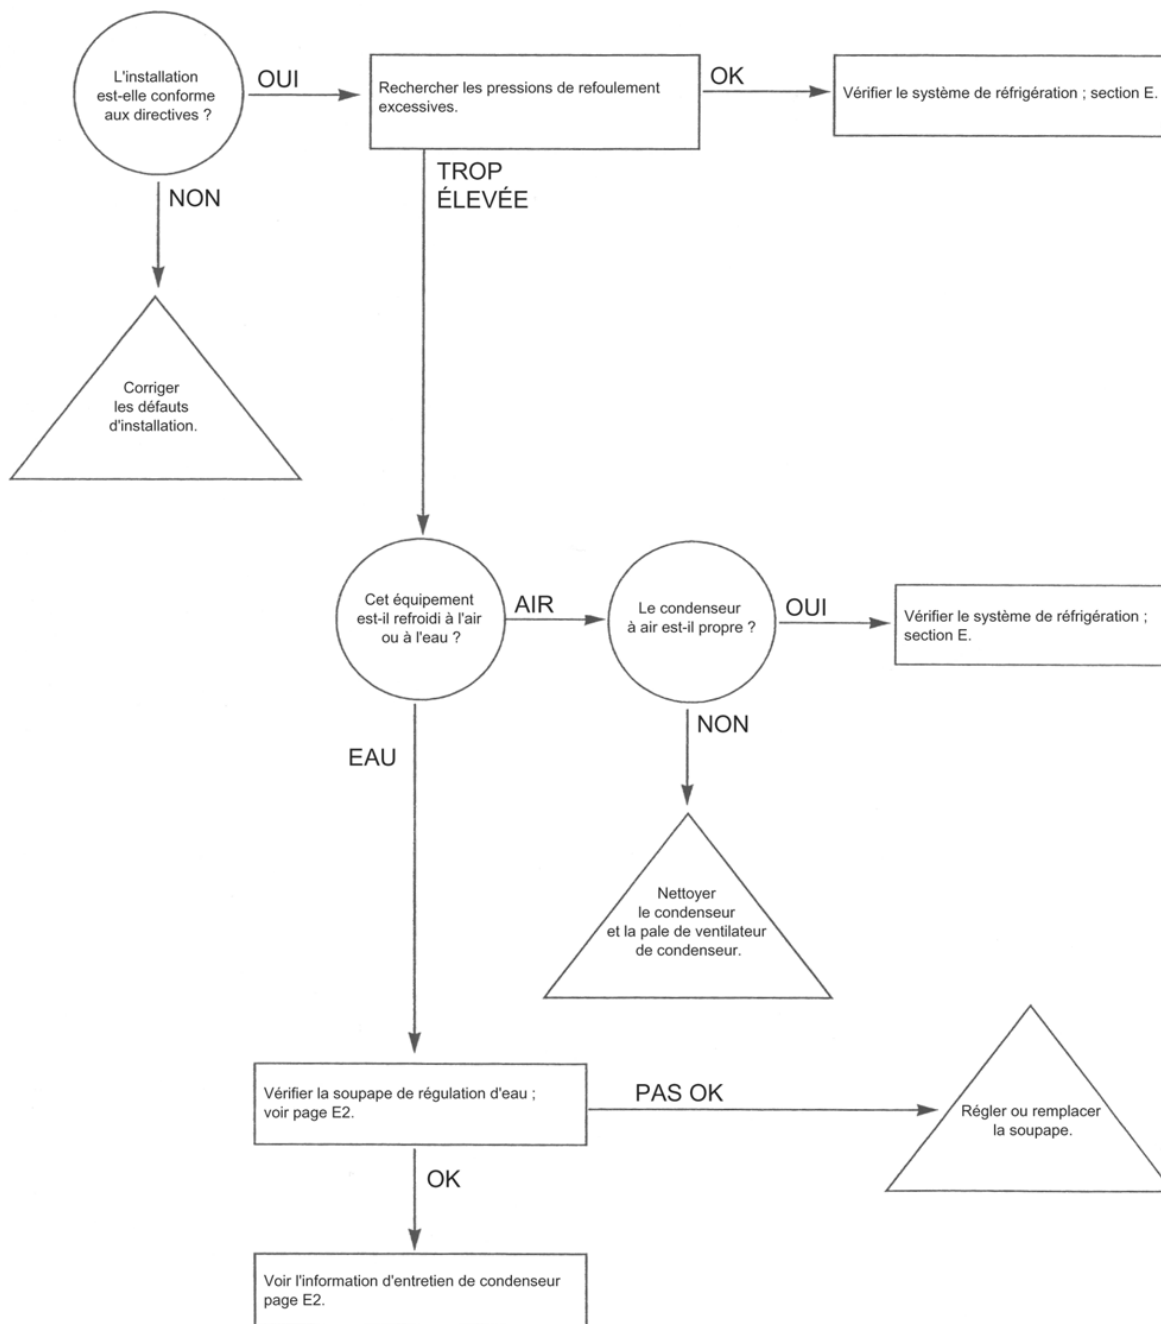 L'installation
est-elle conforme
aux directives ?
OUI
Rechercher les pressions de refoulement
excessives.
OK
Vérifier le système de réfrigération ; section E.
NON
TROP
ÉLEVÉE
Corriger
les défauts
d'installation.
Cet équipement
est-il refroidi à l'air
ou à l'eau ?
AIR
Le condenseur
à air est-il propre ?
OUI
Vérifier le système de réfrigération ;
section E.
EAU
NON
Nettoyer
le condenseur
et la pale de ventilateur
de condenseur.
Vérifier la soupape de régulation d'eau ;
voir page E2.
PAS OK
Régler ou remplacer
la soupape.
OK
Voir l'information d'entretien de condenseur
page E2.